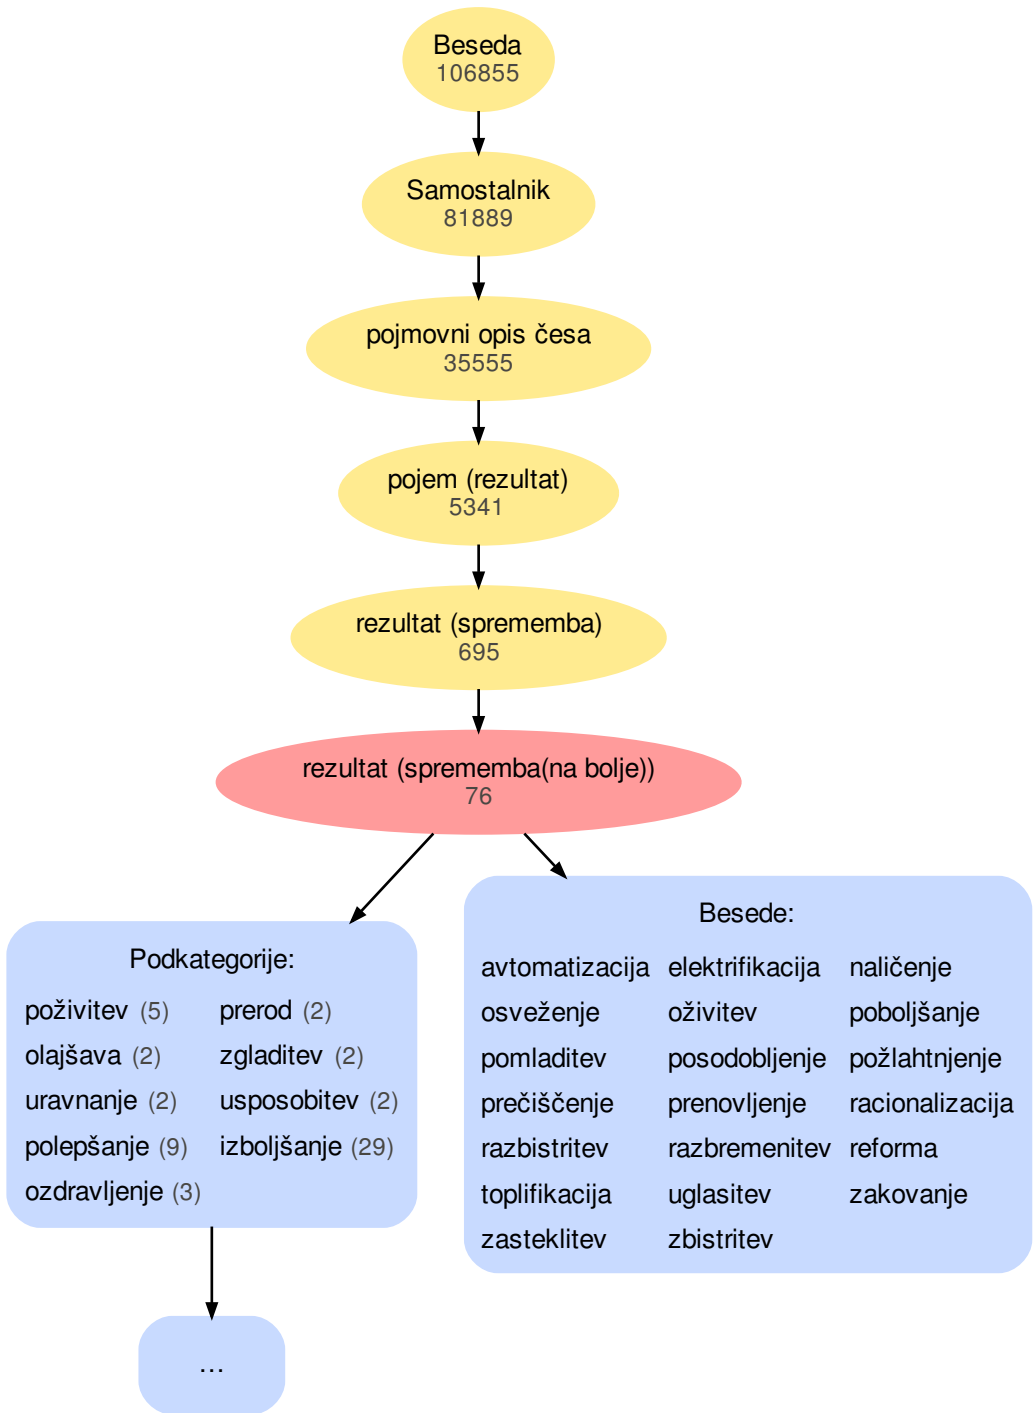 Beseda
106855
Samostalnik
81889
pojmovni opis česa
35555
pojem (rezultat)
5341
rezultat (sprememba)
695
rezultat (sprememba(na bolje))
76
Podkategorije:
poživitev (5) prerod (2)
olajšava (2) zgladitev (2)
uravnanje (2) usposobitev (2)
polepšanje (9) izboljšanje (29)
ozdravljenje (3)
...
Besede:
avtomatizacija elektrifikacija naličenje
osveženje oživitev poboljšanje
pomladitev posodobljenje požlahtnjenje
prečiščenje prenovljenje racionalizacija
razbistritev razbremenitev reforma
toplifikacija uglasitev zakovanje
zasteklitev zbistritev